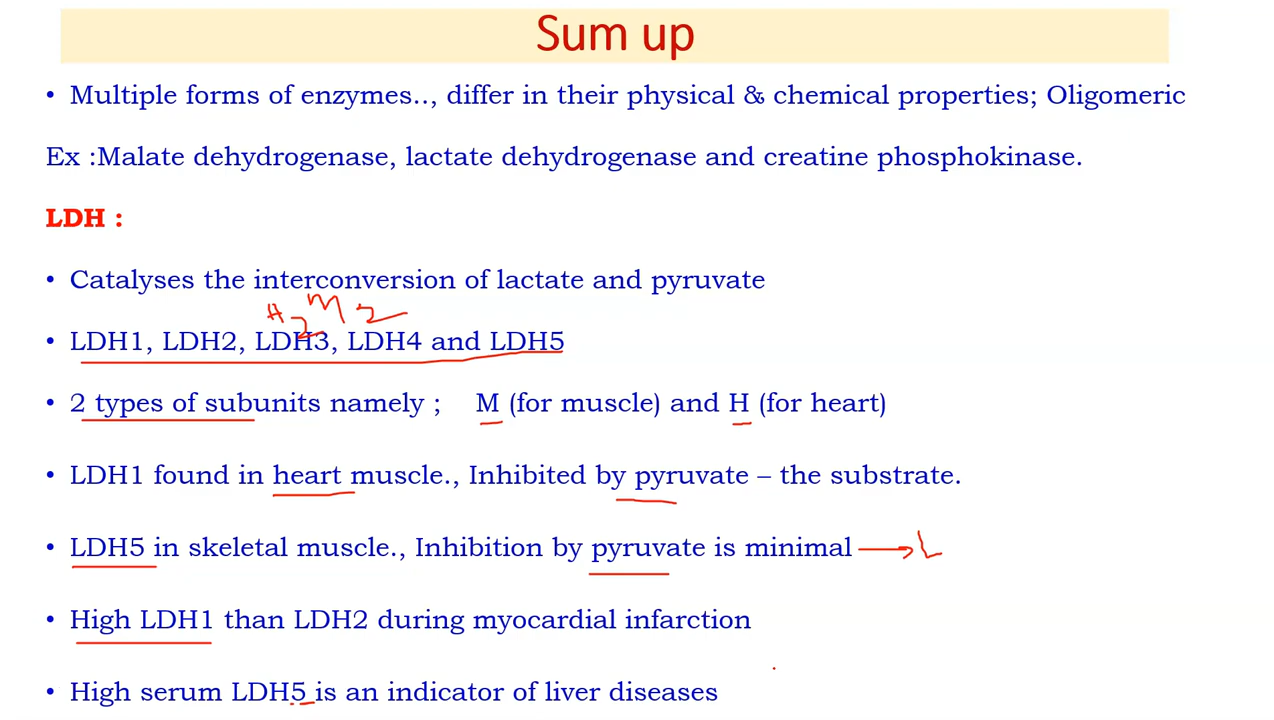 Sum up
• Multiple forms of enzymes.., differ in their physical & chemical properties; Oligomeric
Ex :Malate dehydrogenase, lactate dehydrogenase and creatine phosphokinase.
LDH :
• Catalyses the interconversion of lactate and pyruvate
H2 M2
• LDH1, LDH2, LDH3, LDH4 and LDH5
• 2 types of subunits namely ; M (for muscle) and H (for heart)
• LDH1 found in heart muscle., Inhibited by pyruvate – the substrate.
• LDH5 in skeletal muscle., Inhibition by pyruvate is minimal → L
• High LDH1 than LDH2 during myocardial infarction
• High serum LDH5 is an indicator of liver diseases